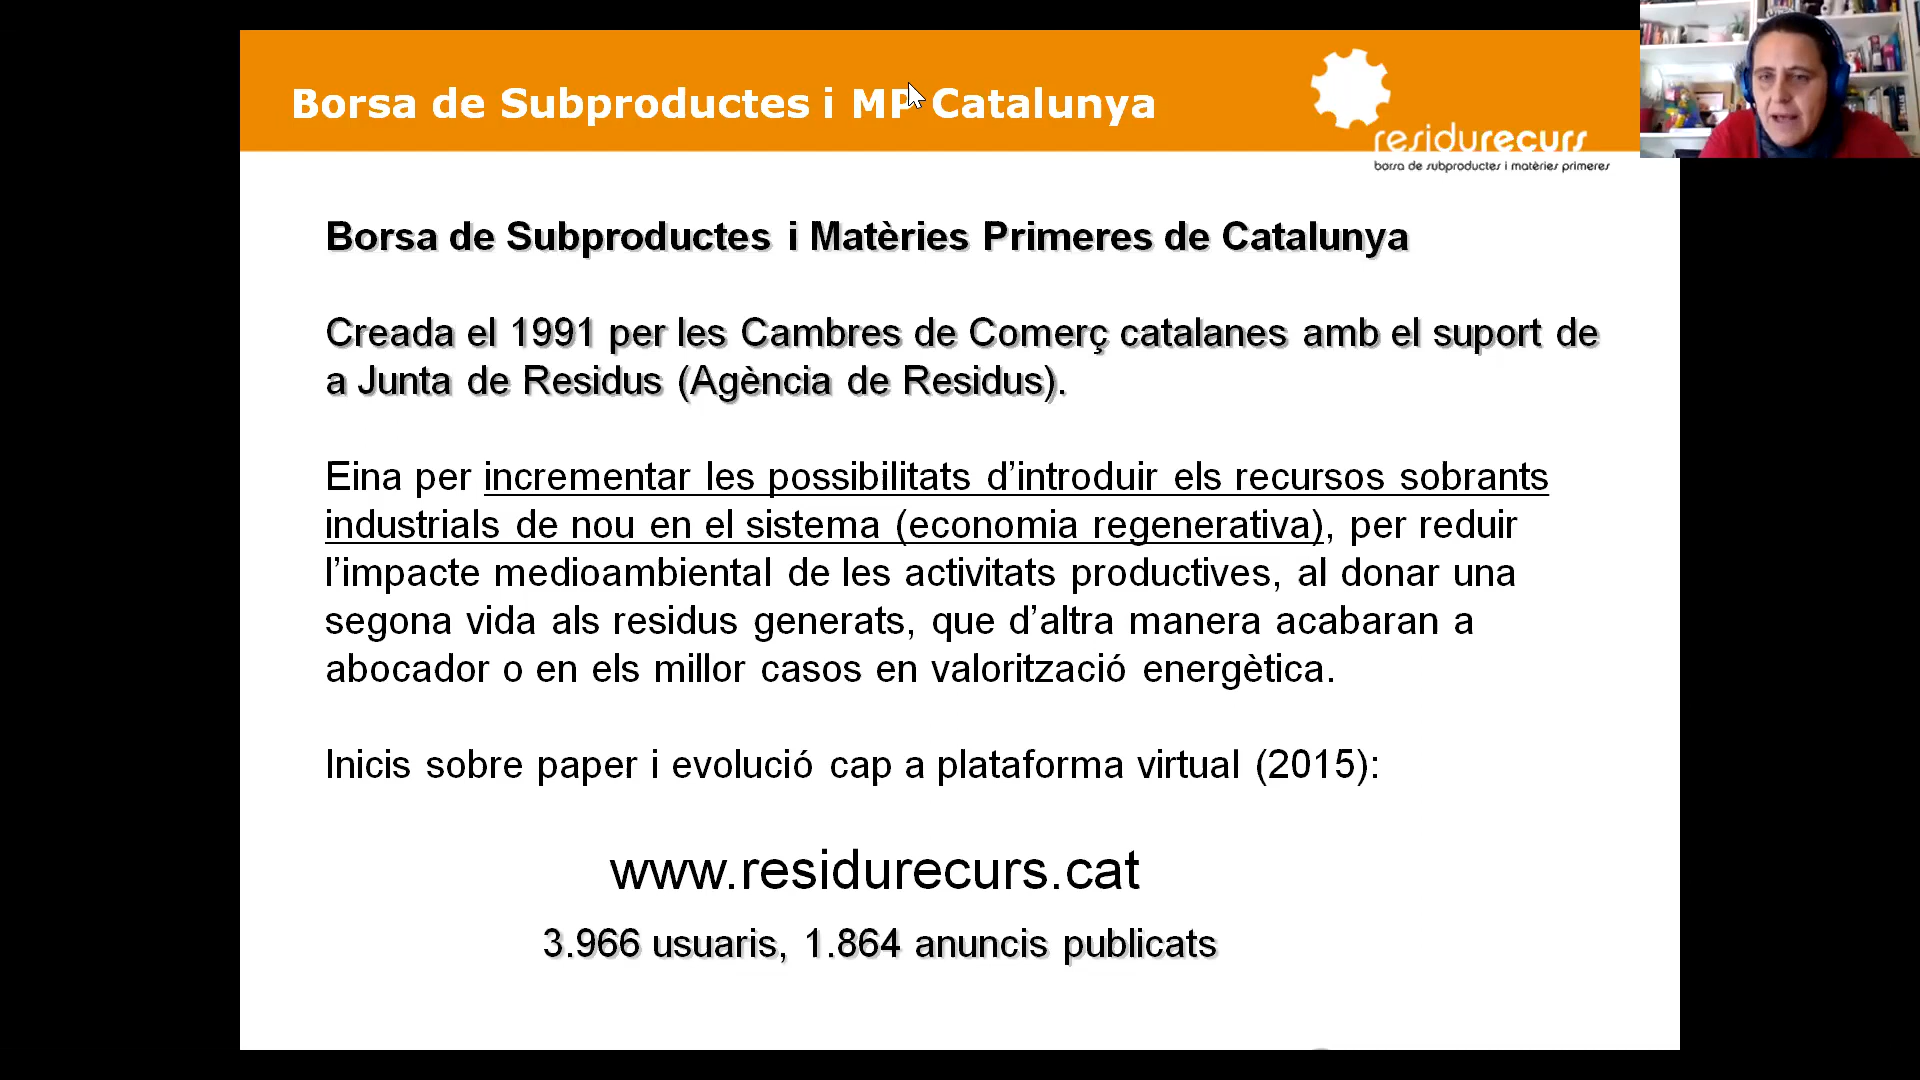 Borsa de Subproductes i MP Catalunya
residurecurs
borsa de subproductes i matèries primeres
Borsa de Subproductes i Matèries Primeres de Catalunya
Creada el 1991 per les Cambres de Comerç catalanes amb el suport de
a Junta de Residus (Agència de Residus).
Eina per incrementar les possibilitats d’introduir els recursos sobrants
industrials de nou en el sistema (economia regenerativa), per reduir
l’impacte medioambiental de les activitats productives, al donar una
segona vida als residus generats, que d’altra manera acabaran a
abocador o en els millor casos en valorització energètica.
Inicis sobre paper i evolució cap a plataforma virtual (2015):
www.residurecurs.cat
3.966 usuaris, 1.864 anuncis publicats